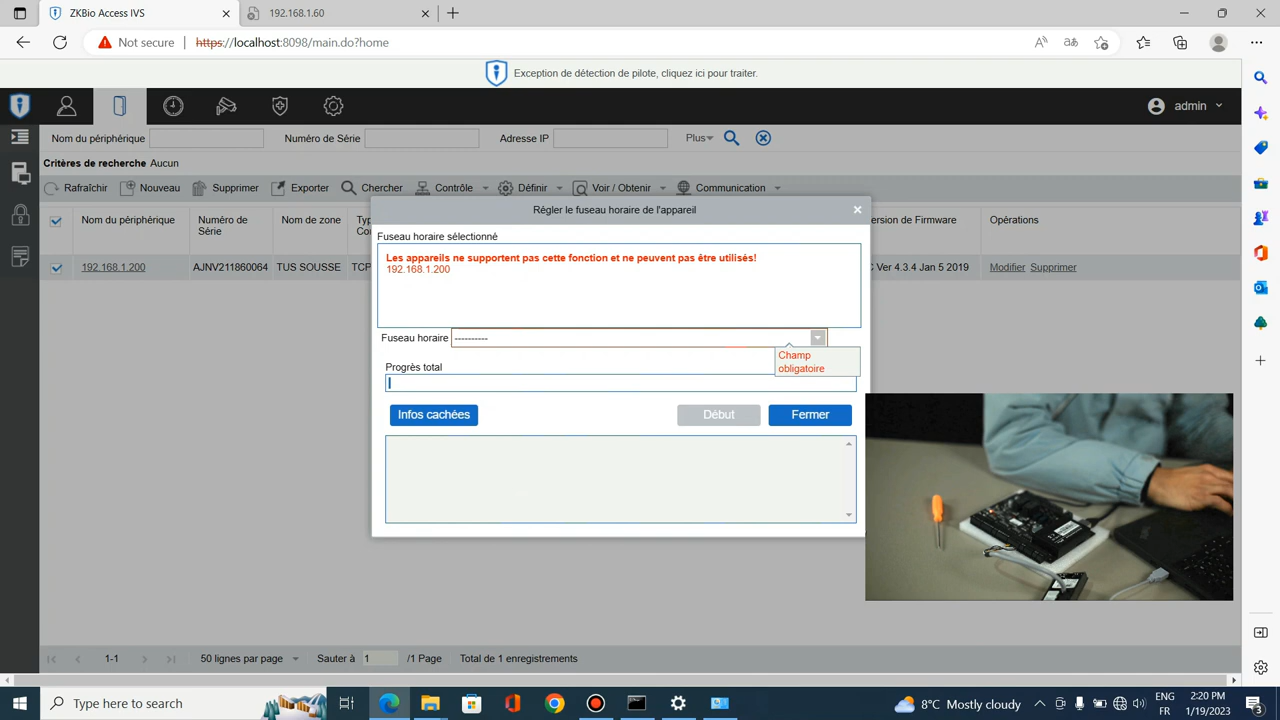 ZKBio Access IVS
192.168.1.60
Not secure
https://localhost:8098/main.do?home
Exception de détection de pilote, cliquez ici pour traiter.
admin
Nom du périphérique
Numéro de Série
Adresse IP
Plus
Critères de recherche Aucun
Rafraîchir
Nouveau
Supprimer
Exporter
Chercher
Contrôle
Définir
Voir / Obtenir
Communication
Nom du périphérique
Numéro de Série
Nom de zone
Opérations
192.168.1.200
AJNV211860064
TUS SOUSSE
TCP
C Ver 4.3.4 Jan 5 2019
Modifier Supprimer
Régler le fuseau horaire de l'appareil
Fuseau horaire sélectionné
Les appareils ne supportent pas cette fonction et ne peuvent pas être utilisés!
192.168.1.200
Fuseau horaire
----------
Champ
obligatoire
Progrès total
Infos cachées
Début
Fermer
1-1
50 lignes par page
Sauter à
1
/1 Page
Total de 1 enregistrements
Type here to search
8°C Mostly cloudy
ENG
FR
2:20 PM
1/19/2023
3